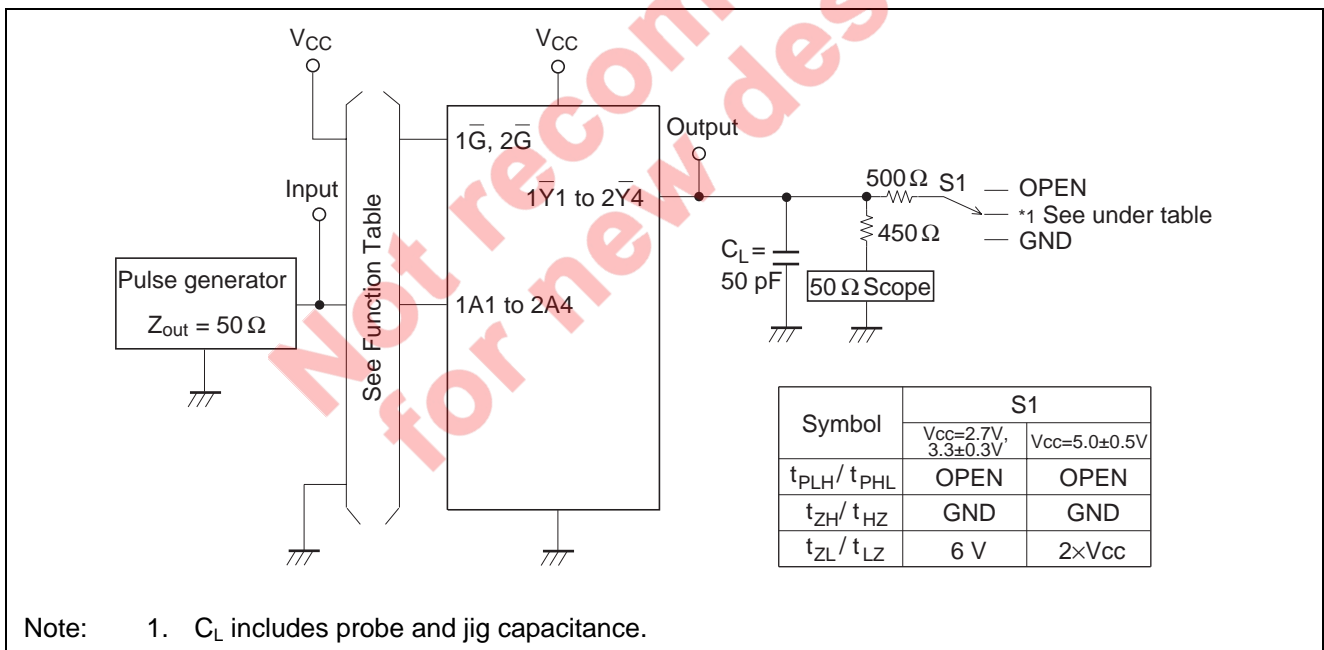 VCC
VCC
1G, 2G
Output
Input
1Y1 to 2Y4
500 Ω
S1
OPEN
*1 See under table
GND
450 Ω
CL =
50 pF
50 Ω Scope
Pulse generator
Zout = 50 Ω
See Function Table
1A1 to 2A4
Symbol
S1
Vcc=2.7V,
3.3±0.3V
Vcc=5.0±0.5V
tPLH / tPHL
OPEN
OPEN
tZH / tHZ
GND
GND
tZL / tLZ
6 V
2×Vcc
Note: 1. CL includes probe and jig capacitance.
Not recom
for new des